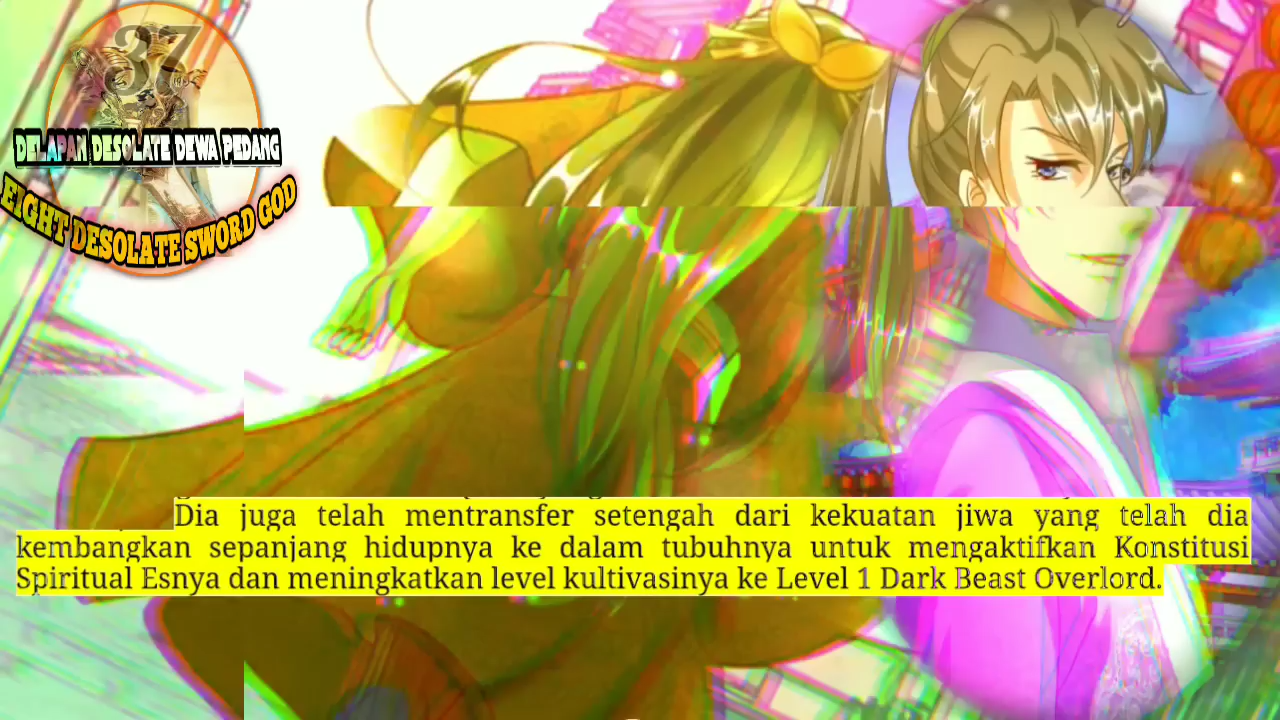 37
DELAPAN DESOLATE DEWA PEDANG
EIGHT DESOLATE SWORD GOD
Dia juga telah mentransfer setengah dari kekuatan jiwa yang telah dia
kembangkan sepanjang hidupnya ke dalam tubuhnya untuk mengaktifkan Konstitusi
Spiritual Esnya dan meningkatkan level kultivasinya ke Level 1 Dark Beast Overlord.